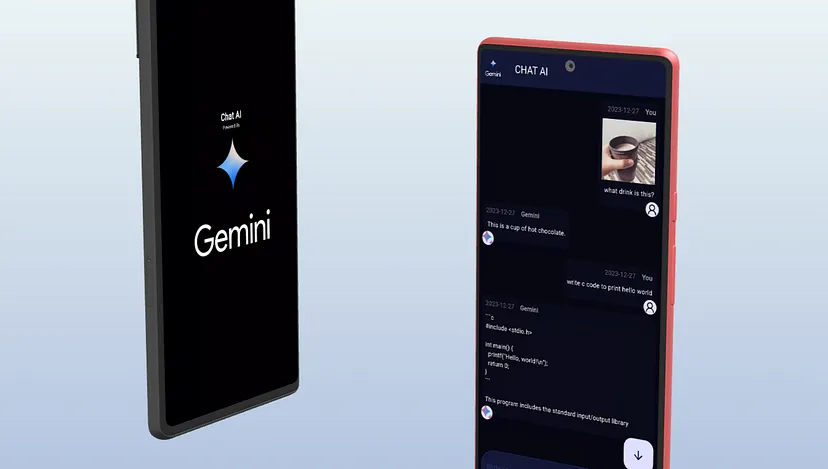 Chat AI
Powered By
Gemini
Gemini
CHAT AI
2023-12-27 You
what drink is this?
2023-12-27 Gemini
This is a cup of hot chocolate.
2023-12-27 You
write c code to print hello world
2023-12-27 Gemini
```c
#include <stdio.h>
int main() {
printf("Hello, world!\n");
return 0;
}
```
This program includes the standard input/output library